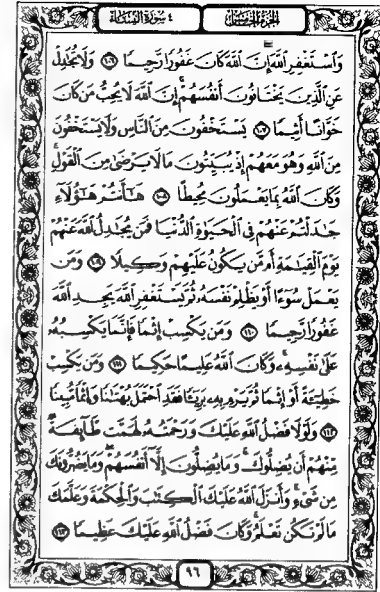 الجزء الخامس
٤ سورة النساء
وَٱسْتَغْفِرِ ٱللَّهَ إِنَّ ٱللَّهَ كَانَ غَفُورًا رَّحِيمًا ۝١٠٦ وَلَا تُجَٰدِلْ
عَنِ ٱلَّذِينَ يَخْتَانُونَ أَنفُسَهُمْ إِنَّ ٱللَّهَ لَا يُحِبُّ مَن كَانَ
خَوَّانًا أَثِيمًا ۝١٠٧ يَسْتَخْفُونَ مِنَ ٱلنَّاسِ وَلَا يَسْتَخْفُونَ
مِنَ ٱللَّهِ وَهُوَ مَعَهُمْ إِذْ يُبَيِّتُونَ مَا لَا يَرْضَىٰ مِنَ ٱلْقَوْلِ
وَكَانَ ٱللَّهُ بِمَا يَعْمَلُونَ مُحِيطًا ۝١٠٨ هَٰٓأَنتُمْ هَٰٓؤُلَآءِ
جَٰدَلْتُمْ عَنْهُمْ فِى ٱلْحَيَوٰةِ ٱلدُّنْيَا فَمَن يُجَٰدِلُ ٱللَّهَ عَنْهُمْ
يَوْمَ ٱلْقِيَٰمَةِ أَم مَّن يَكُونُ عَلَيْهِمْ وَكِيلًا ۝١٠٩ وَمَن
يَعْمَلْ سُوٓءًا أَوْ يَظْلِمْ نَفْسَهُۥ ثُمَّ يَسْتَغْفِرِ ٱللَّهَ يَجِدِ ٱللَّهَ
غَفُورًا رَّحِيمًا ۝١١٠ وَمَن يَكْسِبْ إِثْمًا فَإِنَّمَا يَكْسِبُهُۥ
عَلَىٰ نَفْسِهِۦ وَكَانَ ٱللَّهُ عَلِيمًا حَكِيمًا ۝١١١ وَمَن يَكْسِبْ
خَطِيٓـَٔةً أَوْ إِثْمًا ثُمَّ يَرْمِ بِهِۦ بَرِيٓـًٔا فَقَدِ ٱحْتَمَلَ بُهْتَٰنًا وَإِثْمًا مُّبِينًا
۝١١٢ وَلَوْلَا فَضْلُ ٱللَّهِ عَلَيْكَ وَرَحْمَتُهُۥ لَهَمَّت طَّآئِفَةٌ
مِّنْهُمْ أَن يُضِلُّوكَ وَمَا يُضِلُّونَ إِلَّآ أَنفُسَهُمْ وَمَا يَضُرُّونَكَ
مِن شَىْءٍ وَأَنزَلَ ٱللَّهُ عَلَيْكَ ٱلْكِتَٰبَ وَٱلْحِكْمَةَ وَعَلَّمَكَ
مَا لَمْ تَكُن تَعْلَمُ وَكَانَ فَضْلُ ٱللَّهِ عَلَيْكَ عَظِيمًا ۝١١٣
٩٦